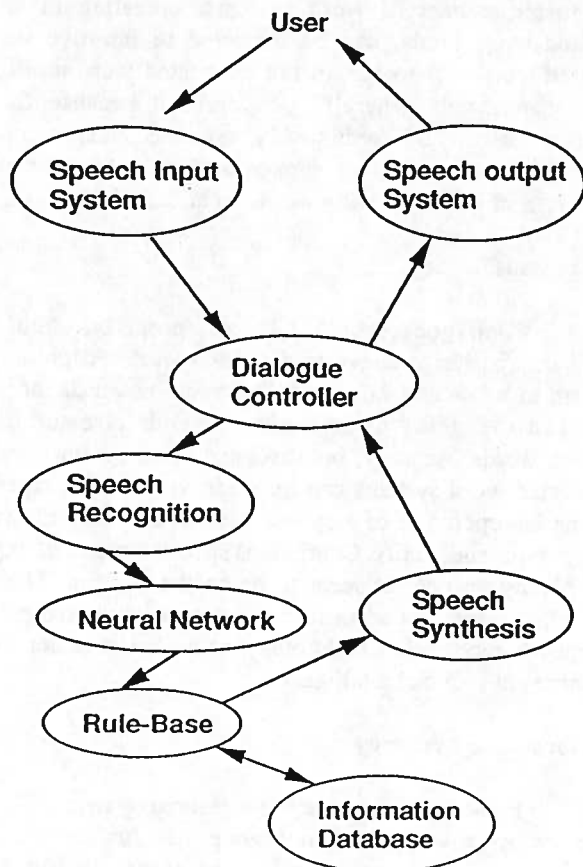 User
Speech Input
System
Speech output
System
Dialogue
Controller
Speech
Recognition
Neural Network
Speech
Synthesis
Rule-Base
Information
Database